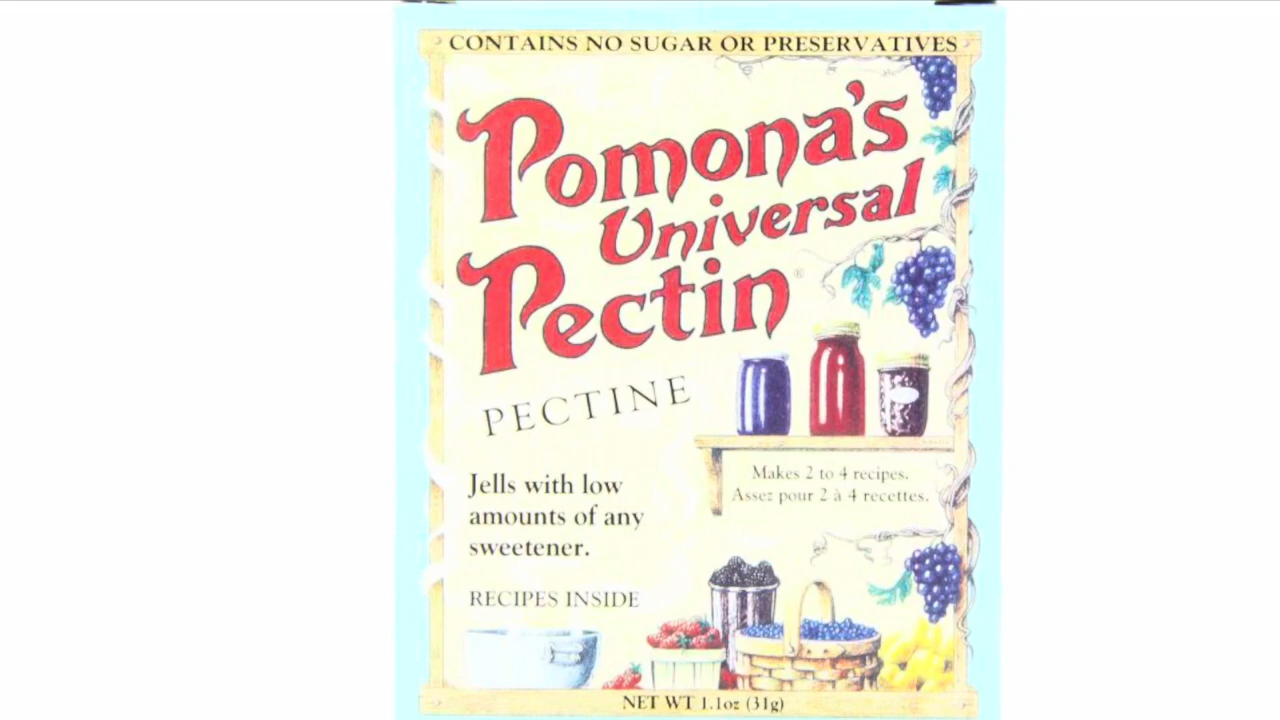 CONTAINS NO SUGAR OR PRESERVATIVES
Pomona's
Universal
Pectin®
PECTINE
Jells with low
amounts of any
sweetener.
RECIPES INSIDE
Makes 2 to 4 recipes.
Assez pour 2 à 4 recettes.
NET WT 1.1oz (31g)